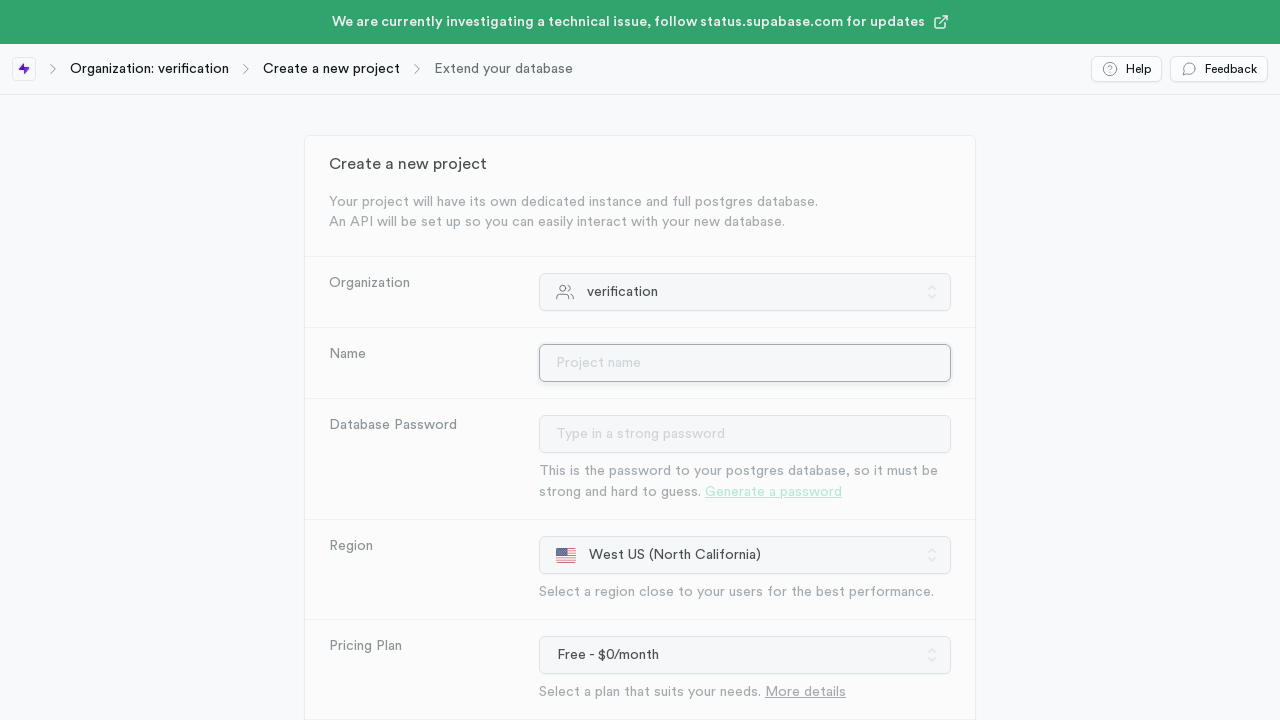 We are currently investigating a technical issue, follow status.supabase.com for updates
Organization: verification
Create a new project
Extend your database
Help
Feedback
Create a new project
Your project will have its own dedicated instance and full postgres database.
An API will be set up so you can easily interact with your new database.
Organization
verification
Name
Project name
Database Password
Type in a strong password
This is the password to your postgres database, so it must be
strong and hard to guess. Generate a password
Region
West US (North California)
Select a region close to your users for the best performance.
Pricing Plan
Free - $0/month
Select a plan that suits your needs. More details